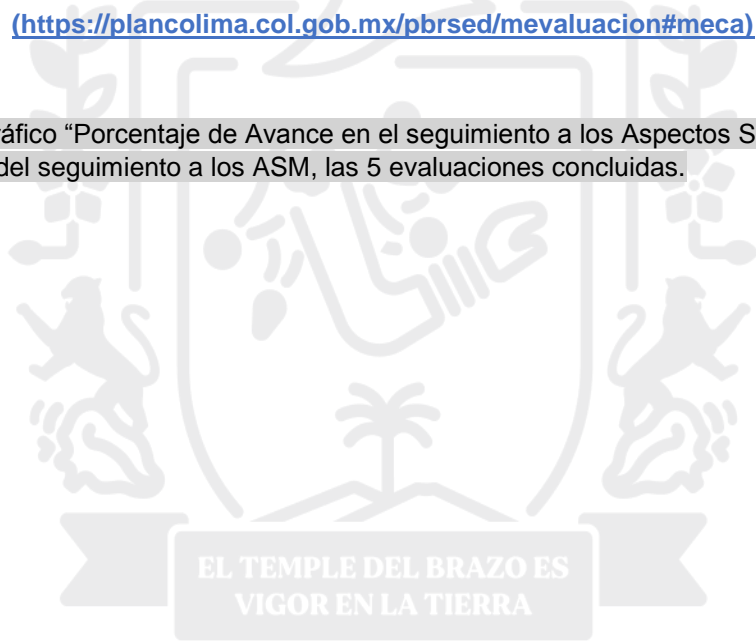 (https://plancolima.col.gob.mx/pbrsed/mevaluacion#meca)
ráfico “Porcentaje de Avance en el seguimiento a los Aspectos S
del seguimiento a los ASM, las 5 evaluaciones concluidas.
EL TEMPLE DEL BRAZO ES
VIGOR EN LA TIERRA